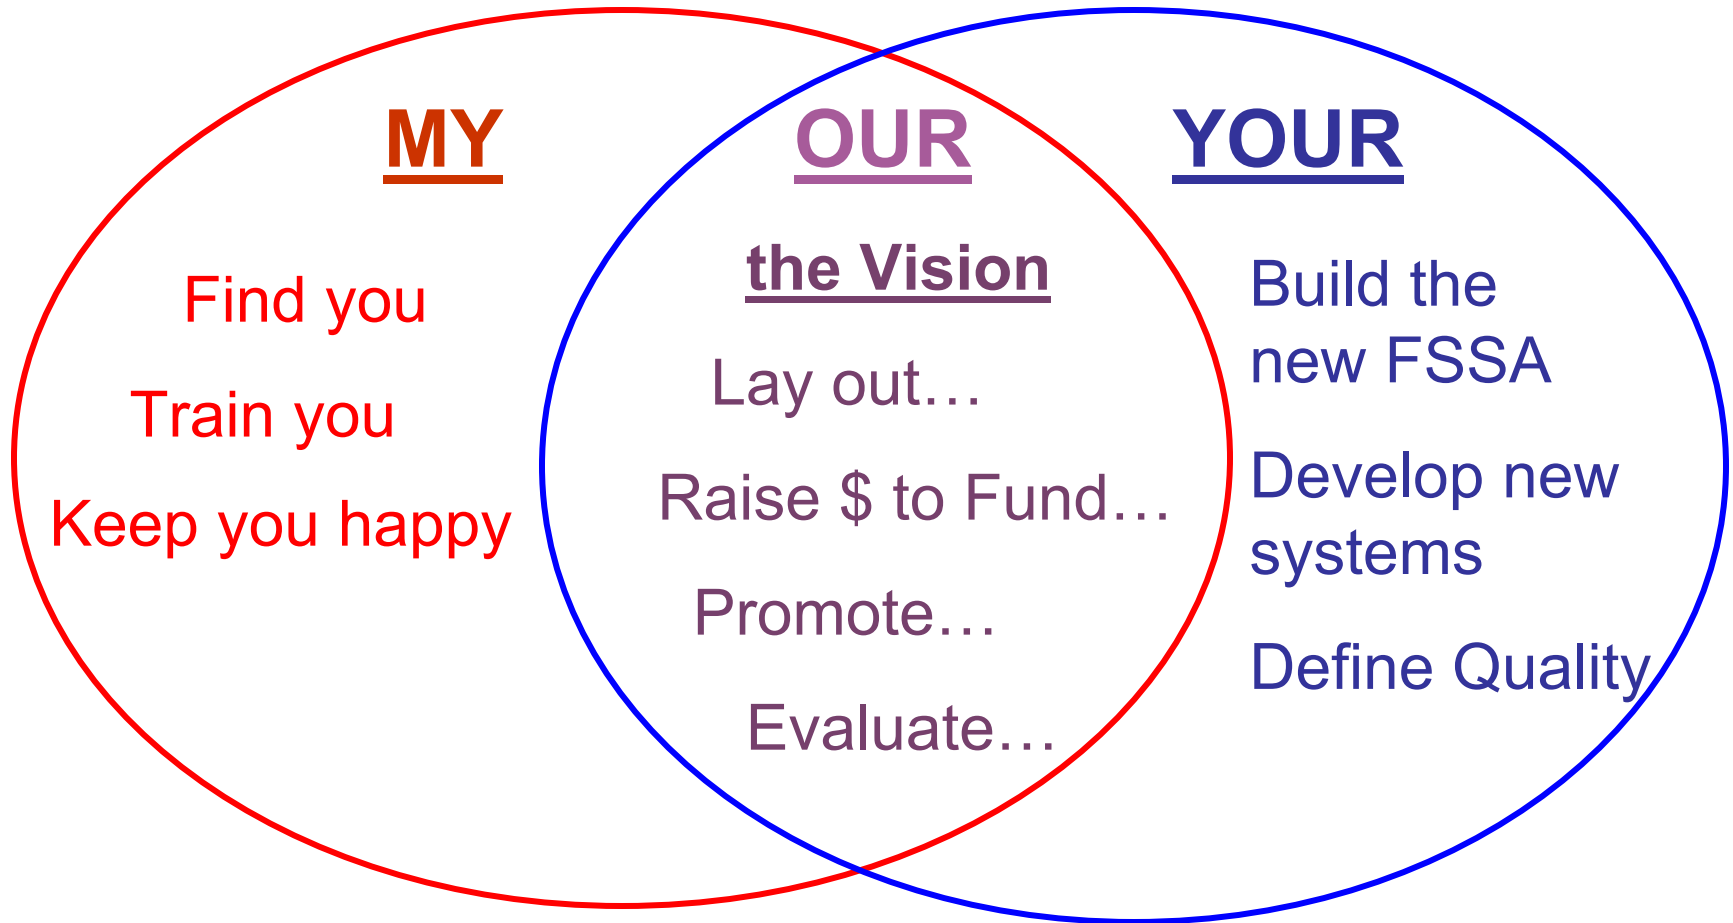 MY
Find you
Train you
Keep you happy
OUR
the Vision
Lay out…
Raise $ to Fund…
Promote…
Evaluate…
YOUR
Build the
new FSSA
Develop new
systems
Define Quality